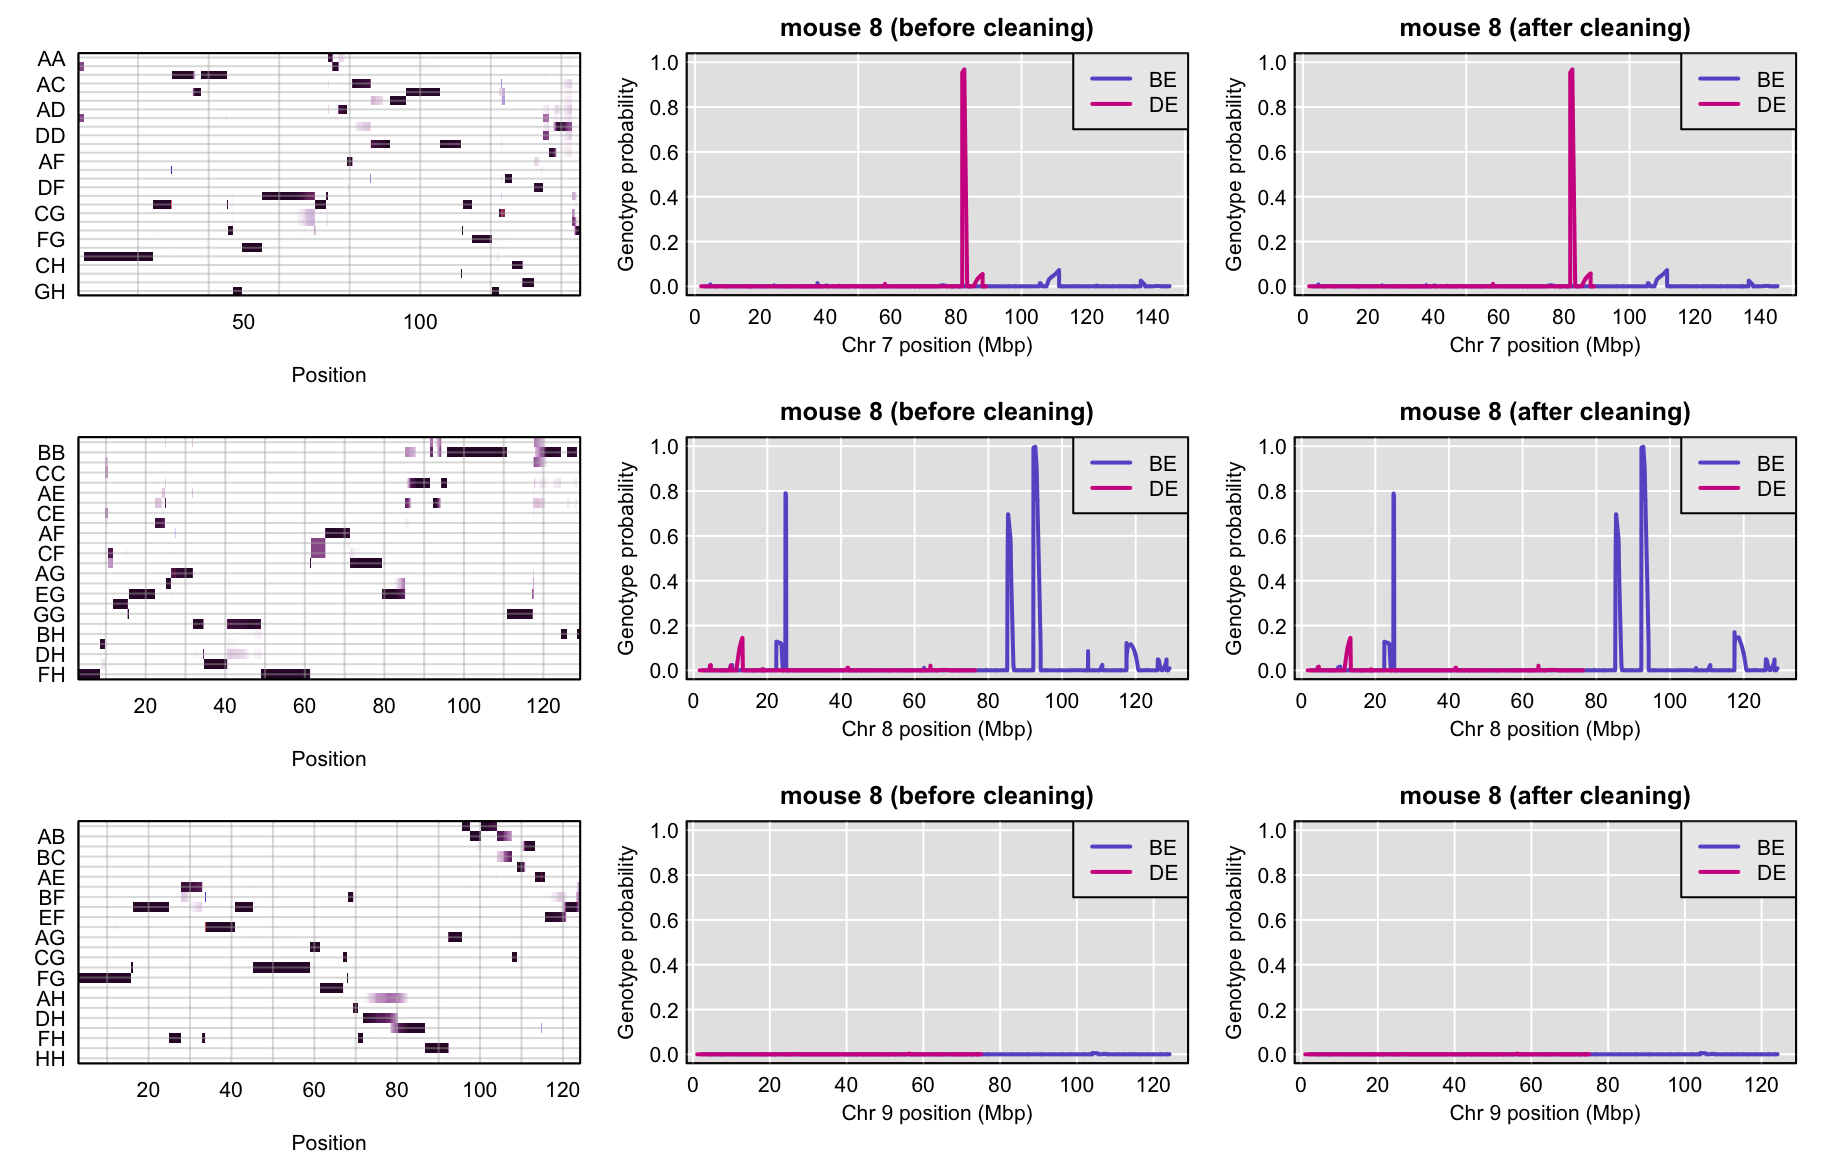 AA
AC
AD
DD
AF
DF
CG
FG
CH
GH
50 100
Position
mouse 8 (before cleaning)
Genotype probability
1.0
0.8
0.6
0.4
0.2
0.0
BE
DE
0 20 40 60 80 100 120 140
Chr 7 position (Mbp)
mouse 8 (after cleaning)
Genotype probability
1.0
0.8
0.6
0.4
0.2
0.0
BE
DE
0 20 40 60 80 100 120 140
Chr 7 position (Mbp)
BB
CC
AE
CE
AF
CF
AG
EG
GG
BH
DH
FH
20 40 60 80 100 120
Position
mouse 8 (before cleaning)
Genotype probability
1.0
0.8
0.6
0.4
0.2
0.0
BE
DE
0 20 40 60 80 100 120
Chr 8 position (Mbp)
mouse 8 (after cleaning)
Genotype probability
1.0
0.8
0.6
0.4
0.2
0.0
BE
DE
0 20 40 60 80 100 120
Chr 8 position (Mbp)
AB
BC
AE
BF
EF
AG
CG
FG
AH
DH
FH
HH
20 40 60 80 100 120
Position
mouse 8 (before cleaning)
Genotype probability
1.0
0.8
0.6
0.4
0.2
0.0
BE
DE
0 20 40 60 80 100 120
Chr 9 position (Mbp)
mouse 8 (after cleaning)
Genotype probability
1.0
0.8
0.6
0.4
0.2
0.0
BE
DE
0 20 40 60 80 100 120
Chr 9 position (Mbp)